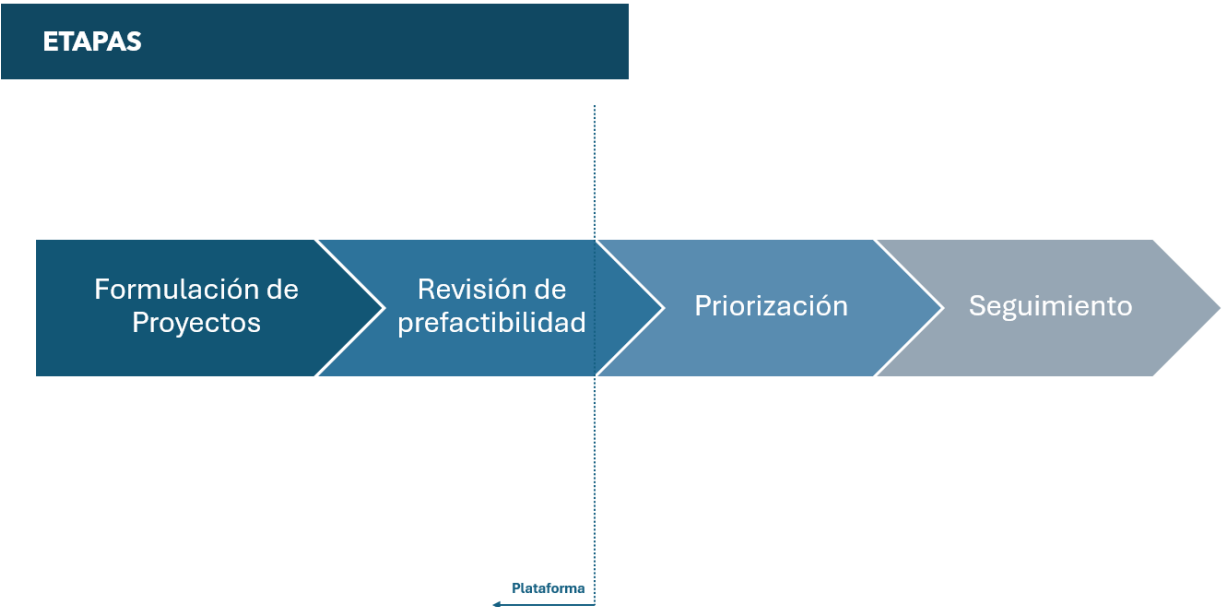 ETAPAS
Formulación de
Proyectos
Revisión de
prefactibilidad
Priorización
Seguimiento
Plataforma